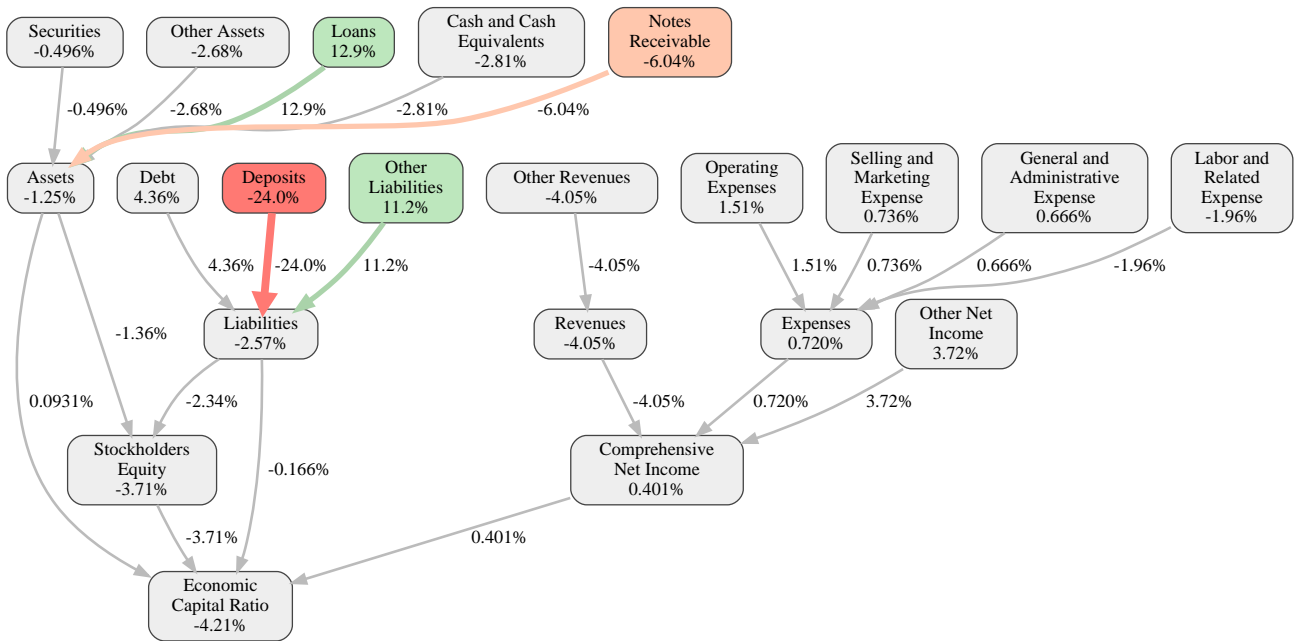 Securities
-0.496%
Other Assets
-2.68%
Loans
12.9%
Cash and Cash
Equivalents
-2.81%
Notes
Receivable
-6.04%
-0.496%
-2.68%
12.9%
-2.81%
-6.04%
Assets
-1.25%
Debt
4.36%
Deposits
-24.0%
Other
Liabilities
11.2%
Other Revenues
-4.05%
Operating
Expenses
1.51%
Selling and
Marketing
Expense
0.736%
General and
Administrative
Expense
0.666%
Labor and
Related
Expense
-1.96%
4.36%
-24.0%
11.2%
-4.05%
1.51%
0.736%
0.666%
-1.96%
-1.36%
Liabilities
-2.57%
Revenues
-4.05%
Expenses
0.720%
Other Net
Income
3.72%
0.0931%
-2.34%
-4.05%
0.720%
3.72%
Stockholders
Equity
-3.71%
-0.166%
Comprehensive
Net Income
0.401%
-3.71%
0.401%
Economic
Capital Ratio
-4.21%